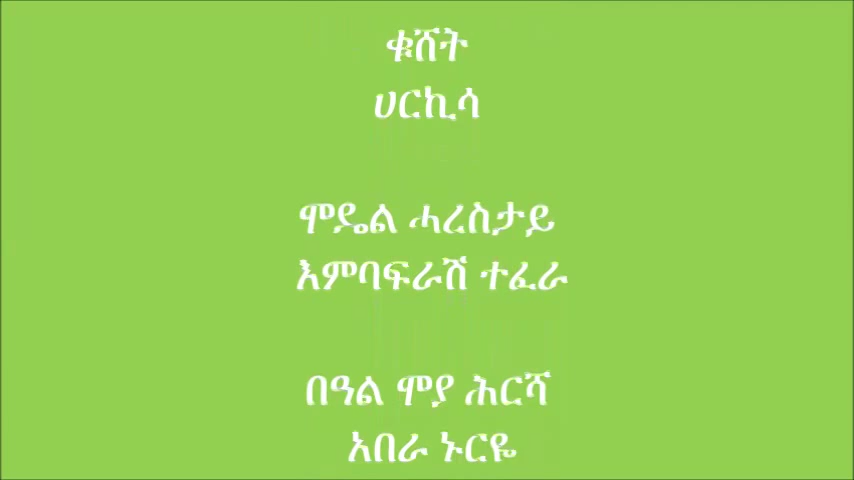 ቁሸት
ሀርኪሳ
ሞዴል ሓረስታይ
እምባፍራሽ ተፈራ
በዓል ሞያ ሕርሻ
አበራ ኑርዬ